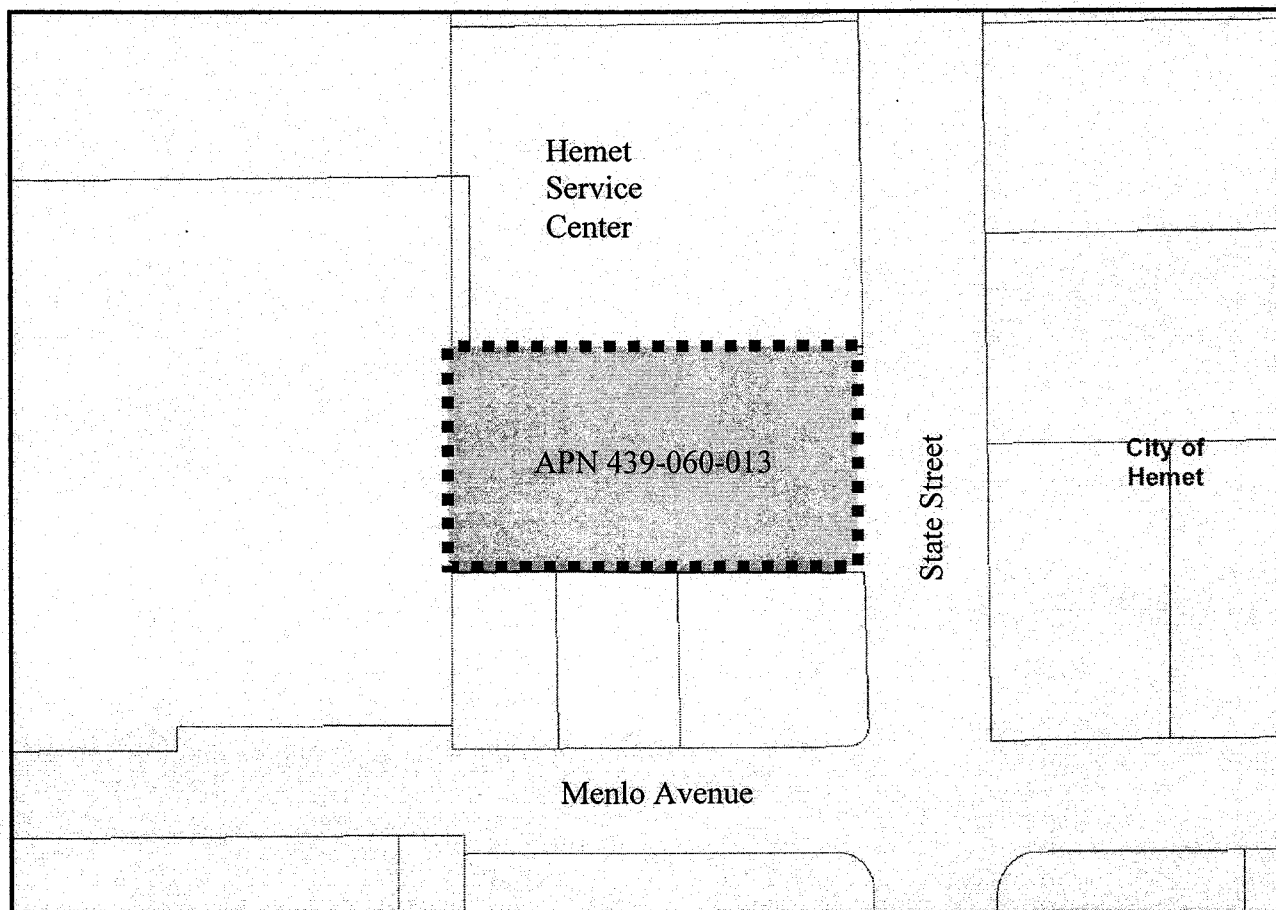 Hemet
Service
Center
APN 439-060-013
State Street
City of
Hemet
Menlo Avenue